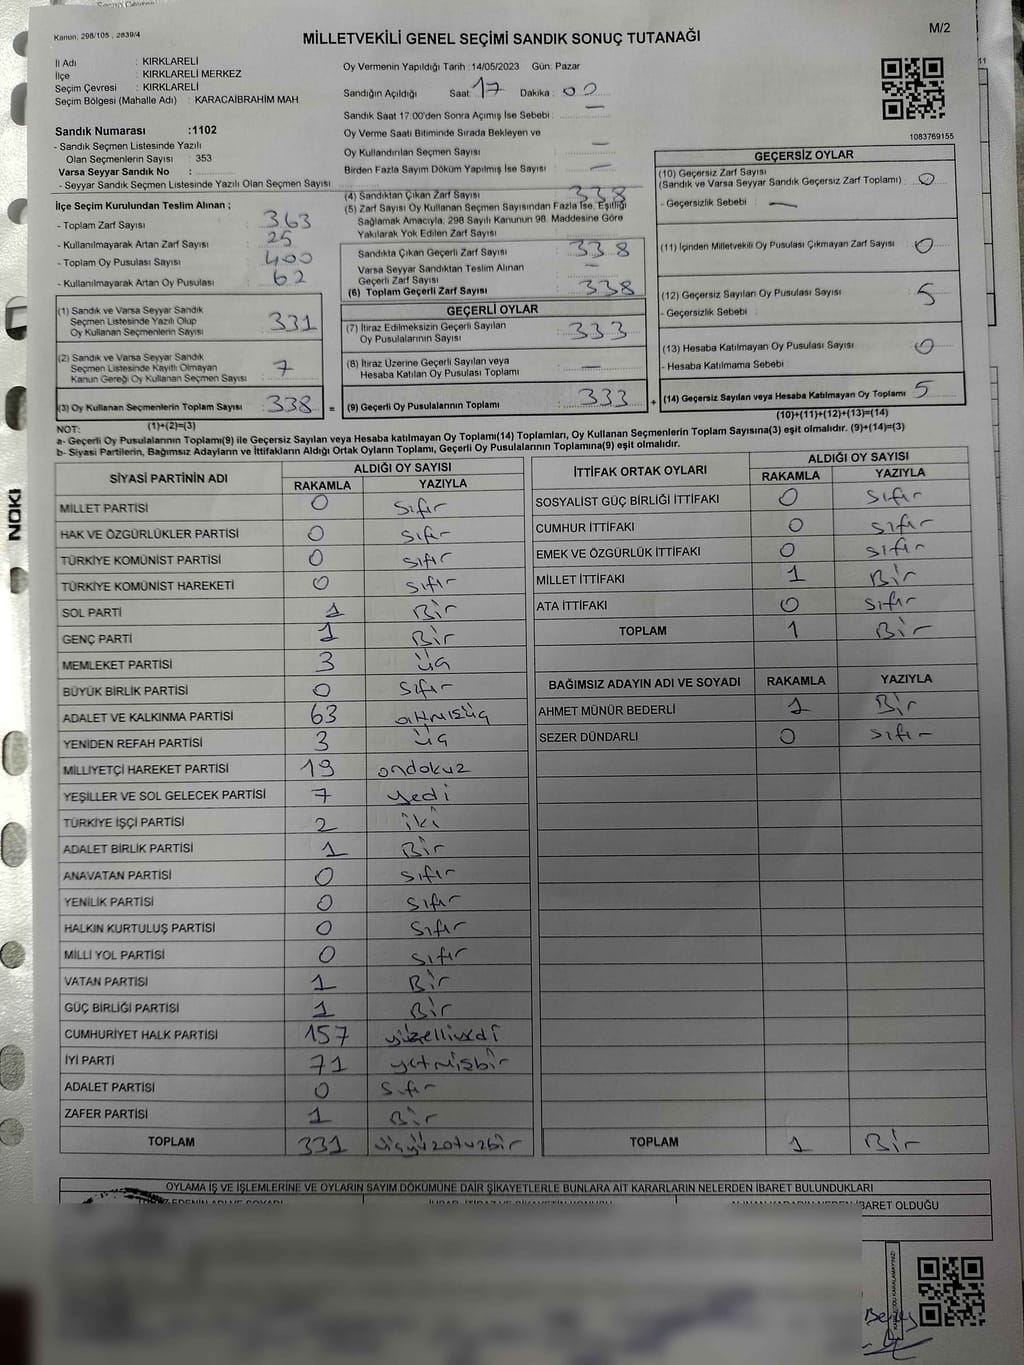 Kanun. 298/105 , 2839/4
M/2
MİLLETVEKİLİ GENEL SEÇİMİ SANDIK SONUÇ TUTANAĞI
İl Adı : KIRKLARELİ
İlçe : KIRKLARELİ MERKEZ
Seçim Çevresi : KIRKLARELİ
Seçim Bölgesi (Mahalle Adı) : KARACAİBRAHİM MAH
Sandık Numarası :1102
- Sandık Seçmen Listesinde Yazılı
Olan Seçmenlerin Sayısı : 353
Varsa Seyyar Sandık No :
- Seyyar Sandık Seçmen Listesinde Yazılı Olan Seçmen Sayısı
Oy Vermenin Yapıldığı Tarih :14/05/2023 Gün. Pazar
Sandığın Açıldığı Saat: 17 Dakika : 00
Sandık Saat 17:00'den Sonra Açımış İse Sebebi : —
Oy Verme Saati Bitiminde Sırada Bekleyen ve
Oy Kullandırılan Seçmen Sayısı : —
Birden Fazla Sayım Döküm Yapılmış İse Sayısı : —
1083769155
İlçe Seçim Kurulundan Teslim Alınan ;
- Toplam Zarf Sayısı : 363
- Kullanılmayarak Artan Zarf Sayısı : 25
- Toplam Oy Pusulası Sayısı : 400
- Kullanılmayarak Artan Oy Pusulası : 62
(1) Sandık ve Varsa Seyyar Sandık
Seçmen Listesinde Yazılı Olup
Oy Kullanan Seçmenlerin Sayısı : 331
(2) Sandık ve Varsa Seyyar Sandık
Seçmen Listesinde Kayıtlı Olmayan
Kanun Gereği Oy Kullanan Seçmen Sayısı : 7
(3) Oy Kullanan Seçmenlerin Toplam Sayısı : 338 =
(1)+(2)=(3)
(4) Sandıktan Çıkan Zarf Sayısı : 338
(5) Zarf Sayısı Oy Kullanan Seçmen Sayısından Fazla İse, Eşitliği
Sağlamak Amacıyla, 298 Sayılı Kanunun 98. Maddesine Göre
Yakılarak Yok Edilen Zarf Sayısı :
Sandıkta Çıkan Geçerli Zarf Sayısı : 338
Varsa Seyyar Sandıktan Teslim Alınan
Geçerli Zarf Sayısı : —
(6) Toplam Geçerli Zarf Sayısı : 338
GEÇERLİ OYLAR
(7) İtiraz Edilmeksizin Geçerli Sayılan
Oy Pusulalarının Sayısı : 333
(8) İtiraz Üzerine Geçerli Sayılan veya
Hesaba Katılan Oy Pusulası Toplamı : —
(9) Geçerli Oy Pusulalarının Toplamı : 333 +
GEÇERSİZ OYLAR
(10) Geçersiz Zarf Sayısı
(Sandık ve Varsa Seyyar Sandık Geçersiz Zarf Toplamı) : 0
- Geçersizlik Sebebi : —
(11) İçinden Milletvekili Oy Pusulası Çıkmayan Zarf Sayısı : 0
(12) Geçersiz Sayılan Oy Pusulası Sayısı : 5
- Geçersizlik Sebebi :
(13) Hesaba Katılmayan Oy Pusulası Sayısı : 0
- Hesaba Katılmama Sebebi :
(14) Geçersiz Sayılan veya Hesaba Katılmayan Oy Toplamı : 5
(10)+(11)+(12)+(13)=(14)
NOT:
a- Geçerli Oy Pusulalarının Toplamı(9) ile Geçersiz Sayılan veya Hesaba katılmayan Oy Toplamı(14) Toplamları, Oy Kullanan Seçmenlerin Toplam Sayısına(3) eşit olmalıdır. (9)+(14)=(3)
b- Siyasi Partilerin, Bağımsız Adayların ve İttifakların Aldığı Ortak Oyların Toplamı, Geçerli Oy Pusulalarının Toplamına(9) eşit olmalıdır.
SİYASİ PARTİNİN ADI ALDIĞI OY SAYISI
RAKAMLA YAZIYLA
MİLLET PARTİSİ 0 Sıfır
HAK VE ÖZGÜRLÜKLER PARTİSİ 0 Sıfır
TÜRKİYE KOMÜNİST PARTİSİ 0 Sıfır
TÜRKİYE KOMÜNİST HAREKETİ 0 Sıfır
SOL PARTİ 1 Bir
GENÇ PARTİ 1 Bir
MEMLEKET PARTİSİ 3 üç
BÜYÜK BİRLİK PARTİSİ 0 Sıfır
ADALET VE KALKINMA PARTİSİ 63 altmışüç
YENİDEN REFAH PARTİSİ 3 üç
MİLLİYETÇİ HAREKET PARTİSİ 19 ondokuz
YEŞİLLER VE SOL GELECEK PARTİSİ 7 yedi
TÜRKİYE İŞÇİ PARTİSİ 2 iki
ADALET BİRLİK PARTİSİ 1 Bir
ANAVATAN PARTİSİ 0 Sıfır
YENİLİK PARTİSİ 0 Sıfır
HALKIN KURTULUŞ PARTİSİ 0 Sıfır
MİLLİ YOL PARTİSİ 0 Sıfır
VATAN PARTİSİ 1 Bir
GÜÇ BİRLİĞİ PARTİSİ 1 Bir
CUMHURİYET HALK PARTİSİ 157 yüzelliyedi
İYİ PARTİ 71 yetmişbir
ADALET PARTİSİ 0 Sıfır
ZAFER PARTİSİ 1 Bir
TOPLAM 331 üçyüzotuzbir
İTTİFAK ORTAK OYLARI ALDIĞI OY SAYISI
RAKAMLA YAZIYLA
SOSYALİST GÜÇ BİRLİĞİ İTTİFAKI 0 Sıfır
CUMHUR İTTİFAKI 0 Sıfır
EMEK VE ÖZGÜRLÜK İTTİFAKI 0 Sıfır
MİLLET İTTİFAKI 1 Bir
ATA İTTİFAKI 0 Sıfır
TOPLAM 1 Bir
BAĞIMSIZ ADAYIN ADI VE SOYADI RAKAMLA YAZIYLA
AHMET MÜNÜR BEDERLİ 1 Bir
SEZER DÜNDARLI 0 Sıfır
TOPLAM 1 Bir
OYLAMA İŞ VE İŞLEMLERİNE VE OYLARIN SAYIM DÖKÜMÜNE DAİR ŞİKAYETLERLE BUNLARA AİT KARARLARIN NELERDEN İBARET BULUNDUKLARI
İBARET OLDUĞU
NOKI